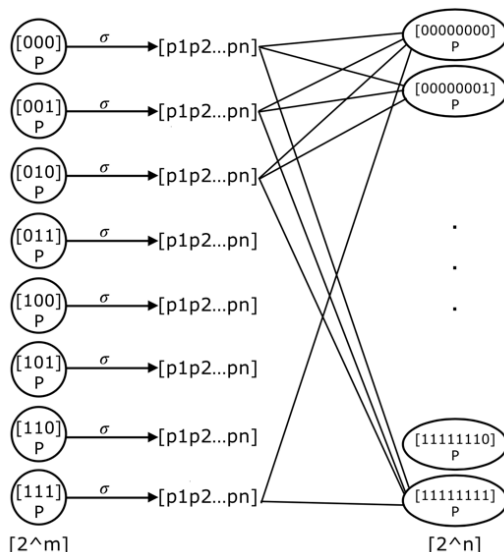 [000] P σ [p1p2...pn] [00000000] P
[001] P σ [p1p2...pn] [00000001] P
[010] P σ [p1p2...pn]
[011] P σ [p1p2...pn]
[100] P σ [p1p2...pn]
[101] P σ [p1p2...pn]
[110] P σ [p1p2...pn] [11111110] P
[111] P σ [p1p2...pn] [11111111] P
[2^m] [2^n]